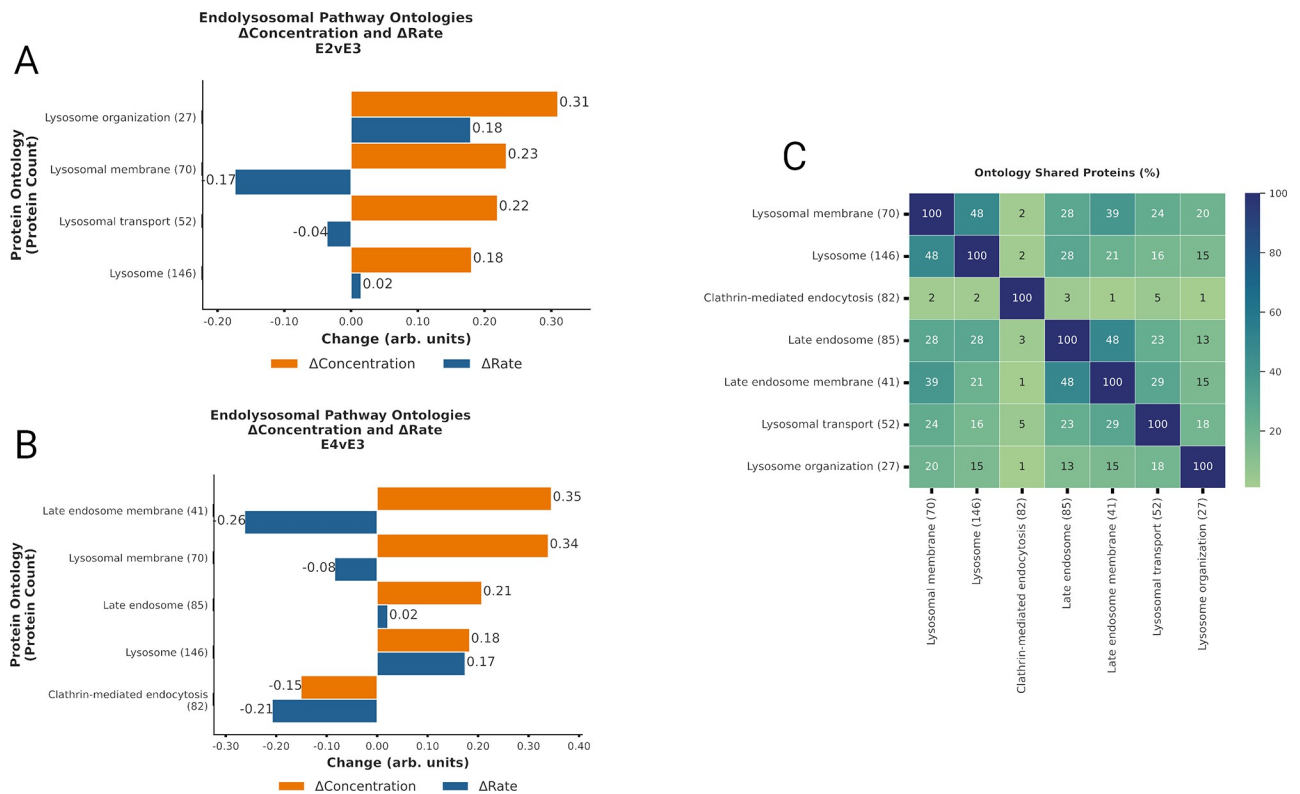 A
Endolysosomal Pathway Ontologies
ΔConcentration and ΔRate
E2vE3
Protein Ontology
(Protein Count)
Lysosome organization (27)
0.31
0.18
Lysosomal membrane (70)
0.23
-0.17
Lysosomal transport (52)
0.22
-0.04
Lysosome (146)
0.18
0.02
-0.20 -0.10 0.00 0.10 0.20 0.30
Change (arb. units)
ΔConcentration ΔRate
B
Endolysosomal Pathway Ontologies
ΔConcentration and ΔRate
E4vE3
Protein Ontology
(Protein Count)
Late endosome membrane (41)
0.35
-0.26
Lysosomal membrane (70)
0.34
-0.08
Late endosome (85)
0.21
0.02
Lysosome (146)
0.18
0.17
Clathrin-mediated endocytosis
(82)
-0.15
-0.21
-0.30 -0.20 -0.10 0.00 0.10 0.20 0.30 0.40
Change (arb. units)
ΔConcentration ΔRate
C
Ontology Shared Proteins (%)
Lysosomal membrane (70) 100 48 2 28 39 24 20
Lysosome (146) 48 100 2 28 21 16 15
Clathrin-mediated endocytosis (82) 2 2 100 3 1 5 1
Late endosome (85) 28 28 3 100 48 23 13
Late endosome membrane (41) 39 21 1 48 100 29 15
Lysosomal transport (52) 24 16 5 23 29 100 18
Lysosome organization (27) 20 15 1 13 15 18 100
Lysosomal membrane (70)
Lysosome (146)
Clathrin-mediated endocytosis (82)
Late endosome (85)
Late endosome membrane (41)
Lysosomal transport (52)
Lysosome organization (27)
100
80
60
40
20